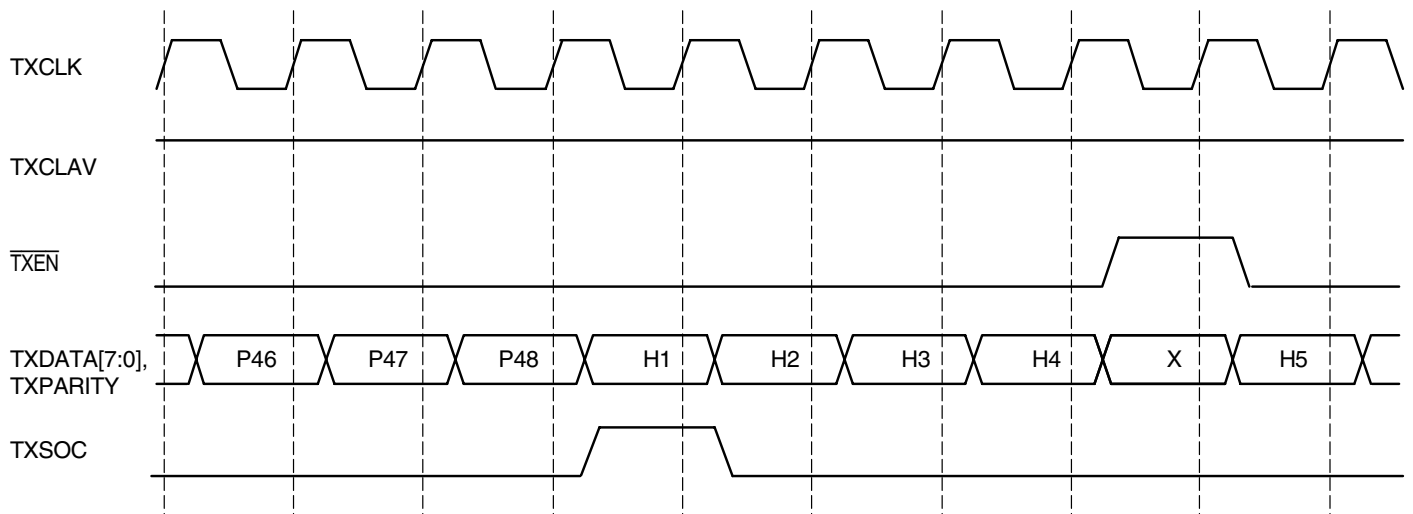 TXCLK
TXCLAV
TXEN
TXDATA[7:0],
TXPARITY
P46 P47 P48 H1 H2 H3 H4 X H5
TXSOC